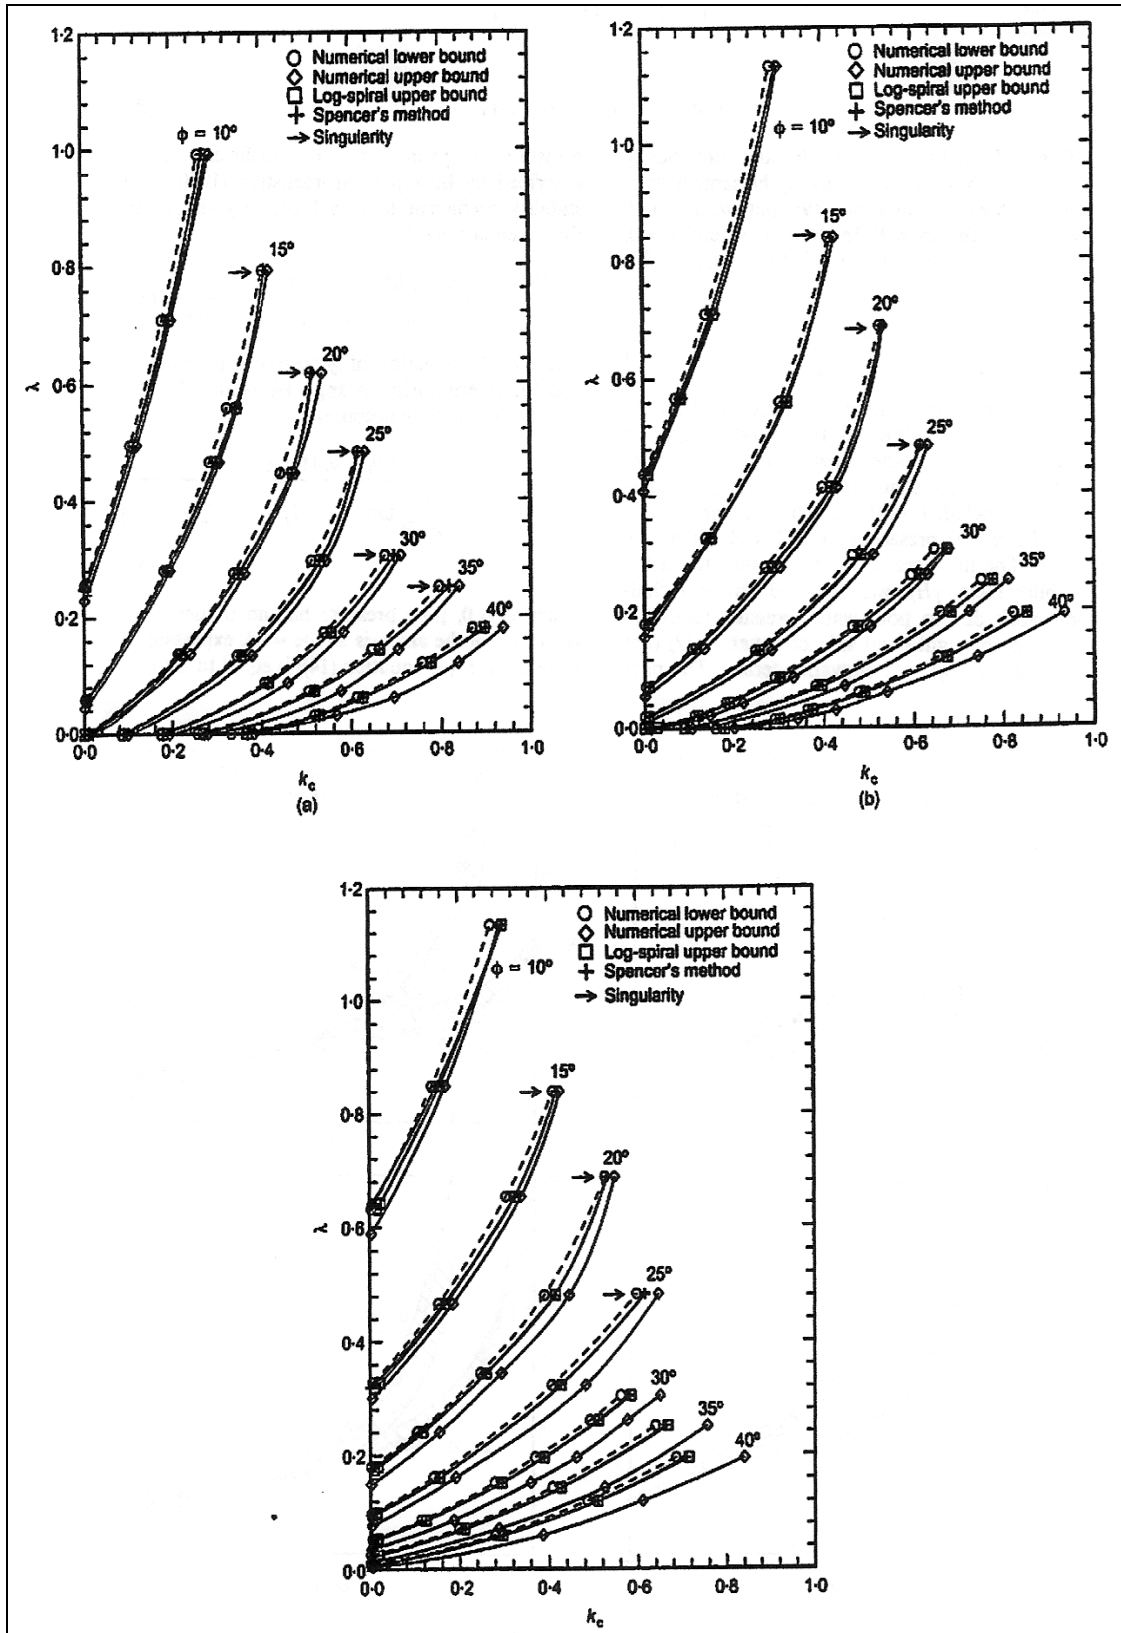 1·2
Numerical lower bound
Numerical upper bound
Log-spiral upper bound
Spencer's method
Singularity
ϕ = 10°
1·0
15°
0·8
20°
0·6
λ
25°
0·4
30°
35°
40°
0·2
0·0
0·0 0·2 0·4 0·6 0·8 1·0
k_c
(a)
1·2
Numerical lower bound
Numerical upper bound
Log-spiral upper bound
Spencer's method
Singularity
ϕ = 10°
1·0
15°
0·8
20°
0·6
λ
25°
0·4
30°
35°
40°
0·2
0·0
0·0 0·2 0·4 0·6 0·8 1·0
k_c
(b)
1·2
Numerical lower bound
Numerical upper bound
Log-spiral upper bound
Spencer's method
Singularity
ϕ = 10°
1·0
15°
0·8
20°
0·6
λ
25°
0·4
30°
35°
40°
0·2
0·0
0·0 0·2 0·4 0·6 0·8 1·0
k_c